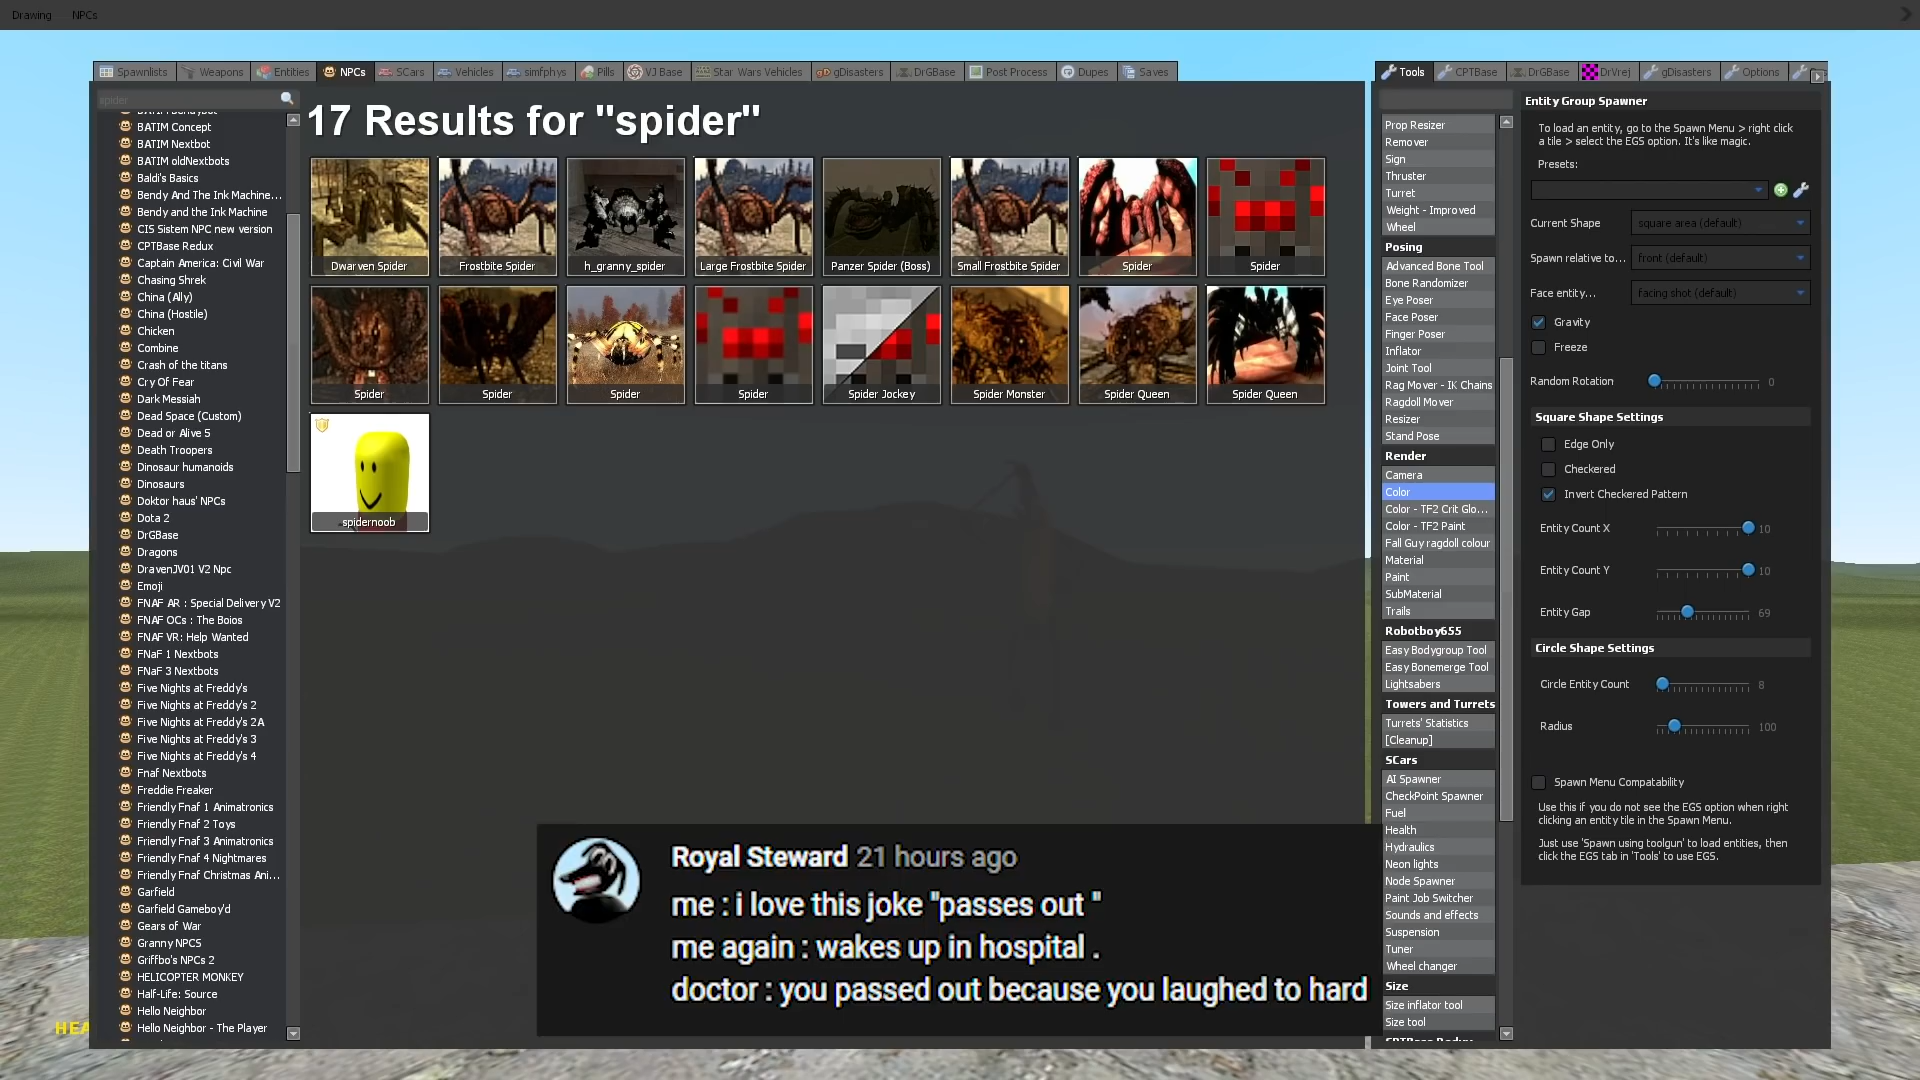 Drawing NPCs
Spawnlists Weapons Entities NPCs SCars Vehicles simfphys Pills VJ Base Star Wars Vehicles gDisasters DrGBase Post Process Dupes Saves
spider
BATIM Concept
BATIM Nextbot
BATIM oldNextbots
Baldi's Basics
Bendy And The Ink Machine...
Bendy and the Ink Machine
CIS Sistem NPC new version
CPTBase Redux
Captain America: Civil War
Chasing Shrek
China (Ally)
China (Hostile)
Chicken
Combine
Crash of the titans
Cry Of Fear
Dark Messiah
Dead Space (Custom)
Dead or Alive 5
Death Troopers
Dinosaur humanoids
Dinosaurs
Doktor haus' NPCs
Dota 2
DrGBase
Dragons
DravenJV01 V2 Npc
Emoji
FNAF AR : Special Delivery V2
FNAF OCs : The Boios
FNAF VR: Help Wanted
FNaF 1 Nextbots
FNaF 3 Nextbots
Five Nights at Freddy's
Five Nights at Freddy's 2
Five Nights at Freddy's 2A
Five Nights at Freddy's 3
Five Nights at Freddy's 4
Fnaf Nextbots
Freddie Freaker
Friendly Fnaf 1 Animatronics
Friendly Fnaf 2 Toys
Friendly Fnaf 3 Animatronics
Friendly Fnaf 4 Nightmares
Friendly Fnaf Christmas Ani...
Garfield
Garfield Gameboy'd
Gears of War
Granny NPCS
Griffbo's NPCs 2
HELICOPTER MONKEY
Half-Life: Source
Hello Neighbor
Hello Neighbor - The Player
HEA
17 Results for "spider"
Dwarven Spider Frostbite Spider h_granny_spider Large Frostbite Spider Panzer Spider (Boss) Small Frostbite Spider Spider Spider
Spider Spider Spider Spider Spider Jockey Spider Monster Spider Queen Spider Queen
spidernoob
Royal Steward 21 hours ago
me : i love this joke "passes out "
me again : wakes up in hospital .
doctor : you passed out because you laughed to hard
Tools CPTBase DrGBase DrVrej gDisasters Options
Prop Resizer
Remover
Sign
Thruster
Turret
Weight - Improved
Wheel
Posing
Advanced Bone Tool
Bone Randomizer
Eye Poser
Face Poser
Finger Poser
Inflator
Joint Tool
Rag Mover - IK Chains
Ragdoll Mover
Resizer
Stand Pose
Render
Camera
Color
Color - TF2 Crit Glo...
Color - TF2 Paint
Fall Guy ragdoll colour
Material
Paint
SubMaterial
Trails
Robotboy655
Easy Bodygroup Tool
Easy Bonemerge Tool
Lightsabers
Towers and Turrets
Turrets' Statistics
[Cleanup]
SCars
AI Spawner
CheckPoint Spawner
Fuel
Health
Hydraulics
Neon lights
Node Spawner
Paint Job Switcher
Sounds and effects
Suspension
Tuner
Wheel changer
Size
Size inflator tool
Size tool
CPTBase Redux
Entity Group Spawner
To load an entity, go to the Spawn Menu > right click
a tile > select the EGS option. It's like magic.
Presets:
Current Shape square area (default)
Spawn relative to... front (default)
Face entity... facing shot (default)
Gravity
Freeze
Random Rotation 0
Square Shape Settings
Edge Only
Checkered
Invert Checkered Pattern
Entity Count X 10
Entity Count Y 10
Entity Gap 69
Circle Shape Settings
Circle Entity Count 8
Radius 100
Spawn Menu Compatability
Use this if you do not see the EGS option when right
clicking an entity tile in the Spawn Menu.
Just use 'Spawn using toolgun' to load entities, then
click the EGS tab in 'Tools' to use EGS.